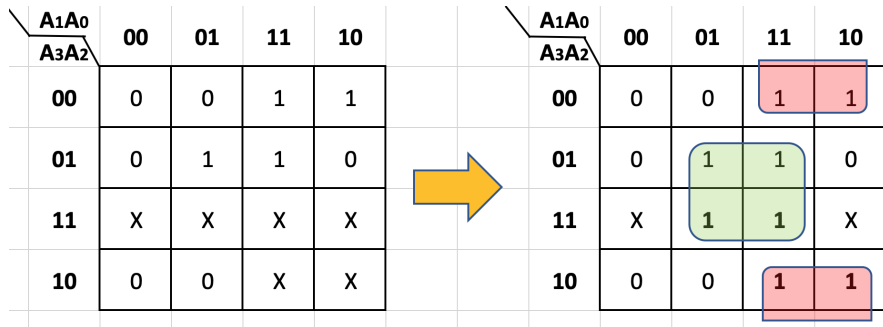 A1A0 00 01 11 10
A3A2
00 0 0 1 1
01 0 1 1 0
11 X X X X
10 0 0 X X
A1A0 00 01 11 10
A3A2
00 0 0 1 1
01 0 1 1 0
11 X 1 1 X
10 0 0 1 1